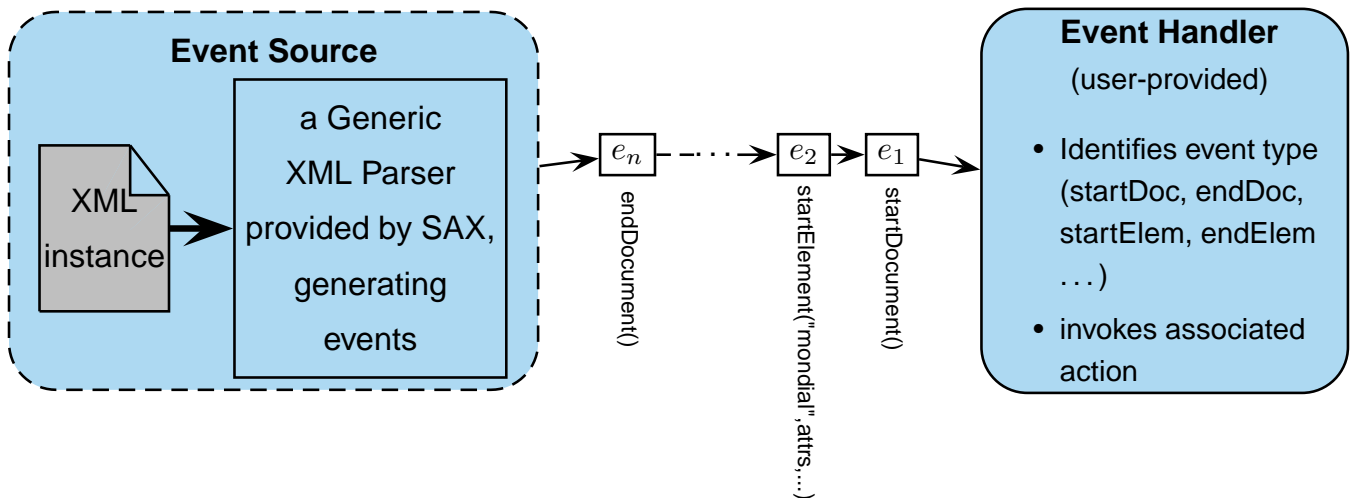 Event Source
XML
instance
a Generic
XML Parser
provided by SAX,
generating
events
e_n
· · ·
e_2
e_1
endDocument()
startElement("mondial",attrs,...)
startDocument()
Event Handler
(user-provided)
• Identifies event type
(startDoc, endDoc,
startElem, endElem
. . . )
• invokes associated
action